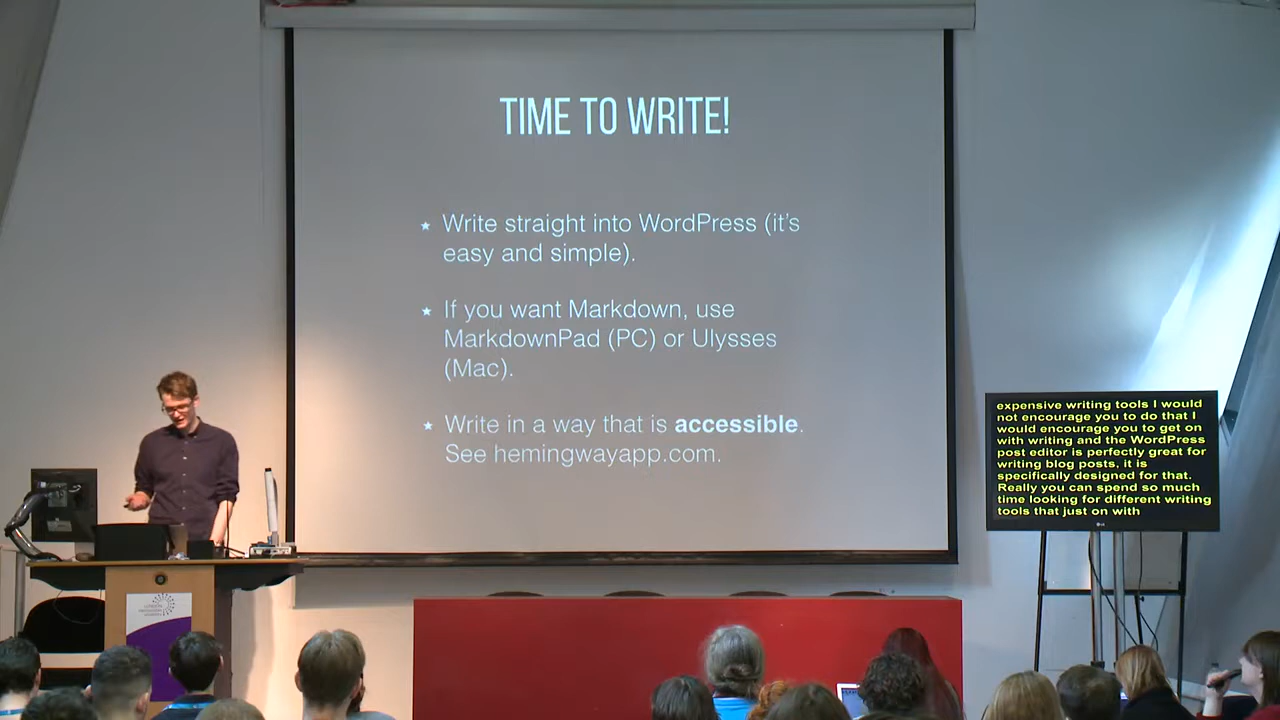 TIME TO WRITE!
Write straight into WordPress (it's
easy and simple).
If you want Markdown, use
MarkdownPad (PC) or Ulysses
(Mac).
Write in a way that is accessible.
See hemingwayapp.com.
expensive writing tools I would
not encourage you to do that I
would encourage you to get on
with writing and the WordPress
post editor is perfectly great for
writing blog posts, it is
specifically designed for that.
Really you can spend so much
time looking for different writing
tools that just on with
LG